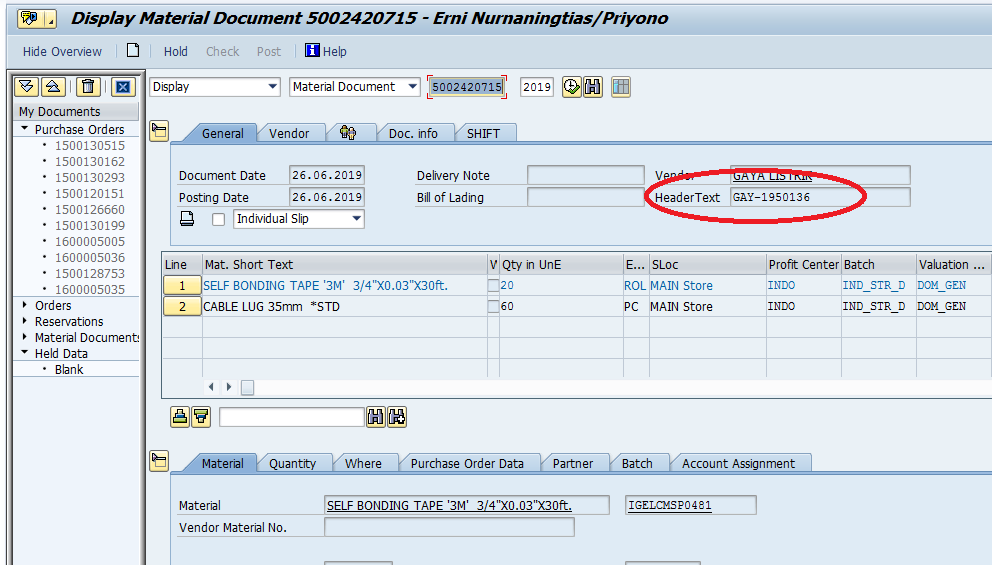 Display Material Document 5002420715 - Erni Nurnaningtias/Priyono
Hide Overview Hold Check Post Help
Display Material Document 5002420715 2019
My Documents
Purchase Orders
1500130515
1500130162
1500130293
1500120151
1500126660
1500130199
1600005005
1600005036
1500128753
1600005035
Orders
Reservations
Material Documents
Held Data
Blank
General Vendor Doc. info SHIFT
Document Date 26.06.2019 Delivery Note Vendor GAYA LISTRIK
Posting Date 26.06.2019 Bill of Lading HeaderText GAY-1950136
Individual Slip
Line Mat. Short Text V Qty in UnE E... SLoc Profit Center Batch Valuation ...
1 SELF BONDING TAPE '3M' 3/4"X0.03"X30ft. 20 ROL MAIN Store INDO IND_STR_D DOM_GEN
2 CABLE LUG 35mm *STD 60 PC MAIN Store INDO IND_STR_D DOM_GEN
Material Quantity Where Purchase Order Data Partner Batch Account Assignment
Material SELF BONDING TAPE '3M' 3/4"X0.03"X30ft. IGELCMSP0481
Vendor Material No.